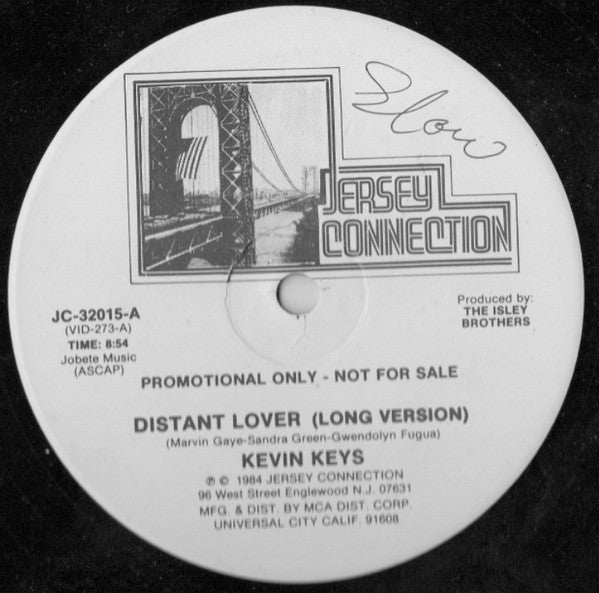 Slow
JERSEY
CONNECTION
JC-32015-A
(VID-273-A)
TIME: 8:54
Jobete Music
(ASCAP)
Produced by:
THE ISLEY
BROTHERS
PROMOTIONAL ONLY - NOT FOR SALE
DISTANT LOVER (LONG VERSION)
(Marvin Gaye-Sandra Green-Gwendolyn Fugua)
KEVIN KEYS
℗ © 1984 JERSEY CONNECTION
96 West Street Englewood N.J. 07631
MFG. & DIST. BY MCA DIST. CORP.
UNIVERSAL CITY CALIF. 91608